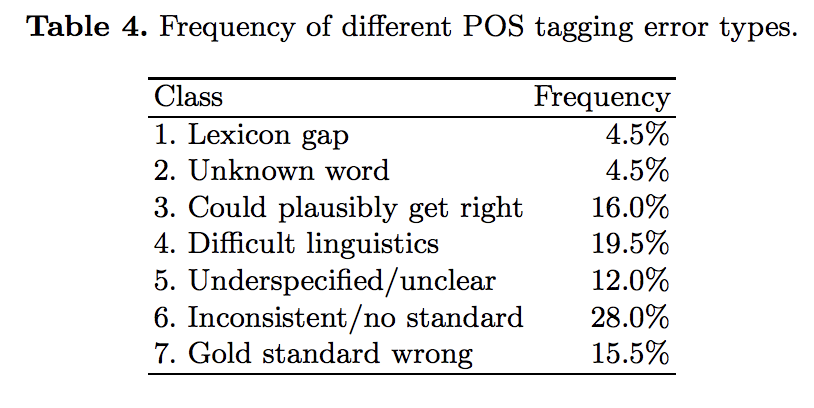 Table 4. Frequency of different POS tagging error types.
Class Frequency
1. Lexicon gap 4.5%
2. Unknown word 4.5%
3. Could plausibly get right 16.0%
4. Difficult linguistics 19.5%
5. Underspecified/unclear 12.0%
6. Inconsistent/no standard 28.0%
7. Gold standard wrong 15.5%